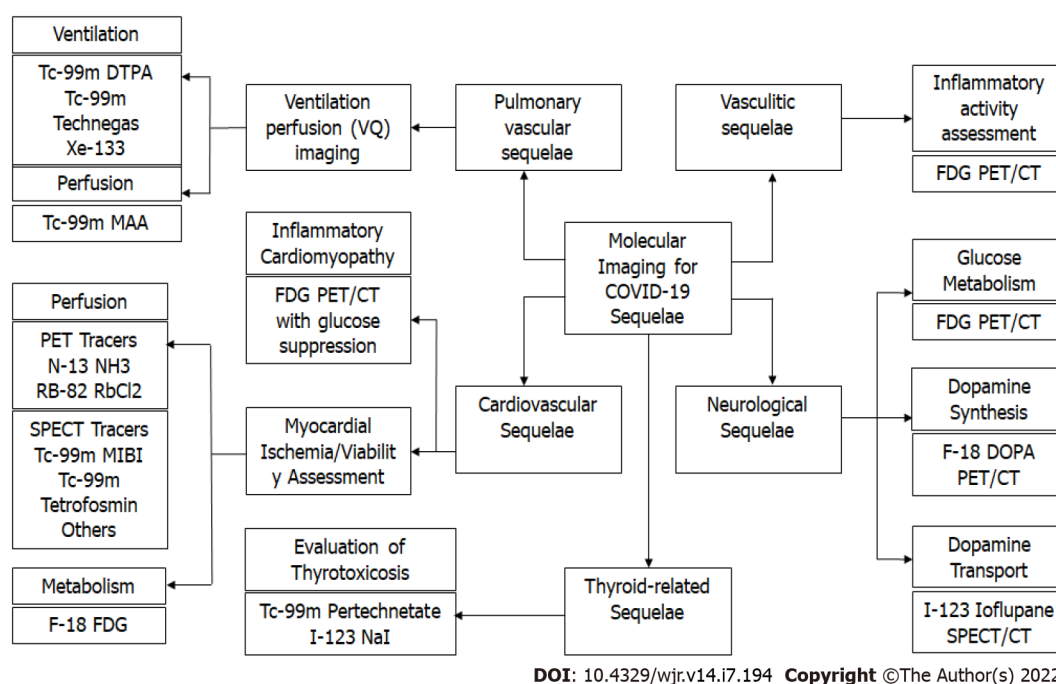 Ventilation
Tc-99m DTPA
Tc-99m
Technegas
Xe-133
Perfusion
Tc-99m MAA
Ventilation
perfusion (VQ)
imaging
Pulmonary
vascular
sequelae
Vasculitic
sequelae
Inflammatory
activity
assessment
FDG PET/CT
Inflammatory
Cardiomyopathy
FDG PET/CT
with glucose
suppression
Molecular
Imaging for
COVID-19
Sequelae
Glucose
Metabolism
FDG PET/CT
Perfusion
PET Tracers
N-13 NH3
RB-82 RbCl2
SPECT Tracers
Tc-99m MIBI
Tc-99m
Tetrofosmin
Others
Metabolism
F-18 FDG
Myocardial
Ischemia/Viabilit
y Assessment
Cardiovascular
Sequelae
Neurological
Sequelae
Dopamine
Synthesis
F-18 DOPA
PET/CT
Dopamine
Transport
I-123 Ioflupane
SPECT/CT
Evaluation of
Thyrotoxicosis
Tc-99m Pertechnetate
I-123 NaI
Thyroid-related
Sequelae
DOI: 10.4329/wjr.v14.i7.194 Copyright ©The Author(s) 2022